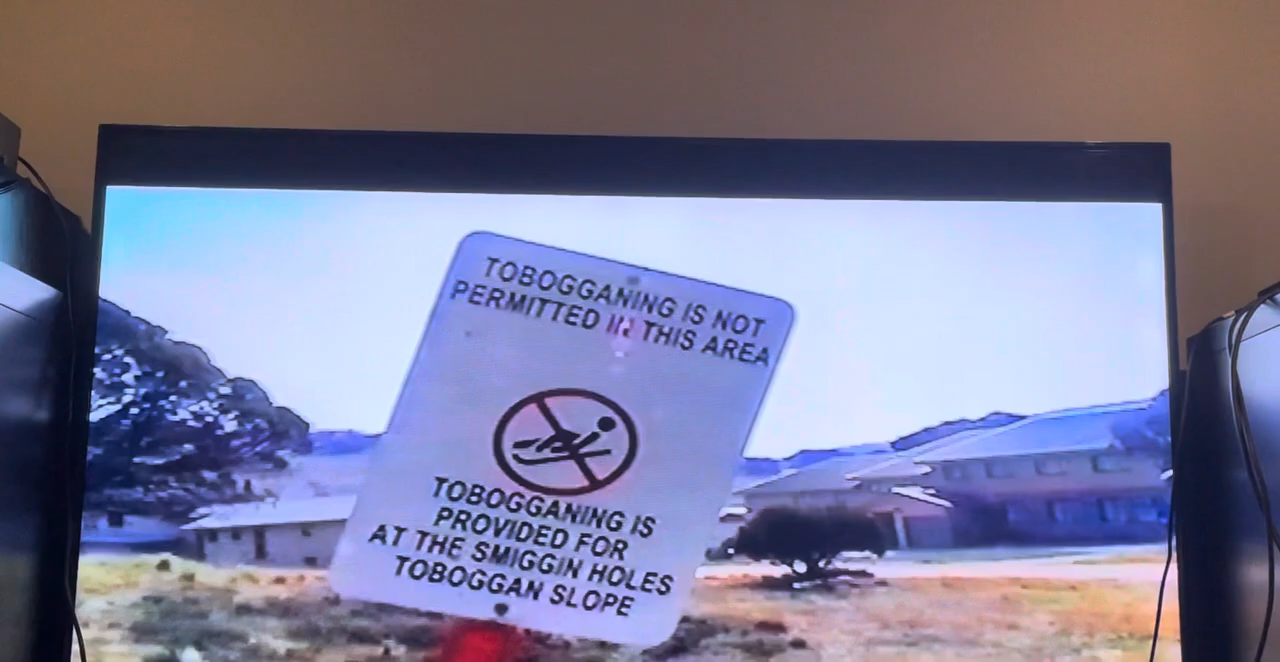 TOBOGGANING IS NOT
PERMITTED IN THIS AREA
TOBOGGANING IS
PROVIDED FOR
AT THE SMIGGIN HOLES
TOBOGGAN SLOPE